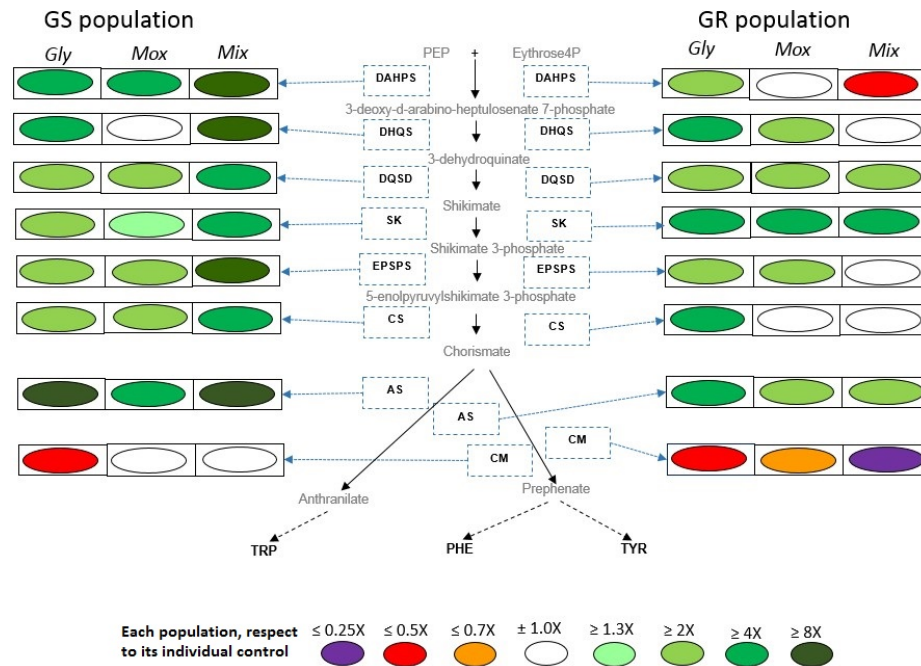 GS population
GR population
Gly Mox Mix
PEP + Eythrose4P
Gly Mox Mix
DAHPS
DAHPS
3-deoxy-d-arabino-heptulosenate 7-phosphate
DHQS
DHQS
3-dehydroquinate
DQSD
DQSD
Shikimate
SK
SK
Shikimate 3-phosphate
EPSPS
EPSPS
5-enolpyruvylshikimate 3-phosphate
CS
CS
Chorismate
AS
AS
CM
CM
Anthranilate
Prephenate
TRP
PHE
TYR
Each population, respect
to its individual control
≤ 0.25X ≤ 0.5X ≤ 0.7X ± 1.0X ≥ 1.3X ≥ 2X ≥ 4X ≥ 8X